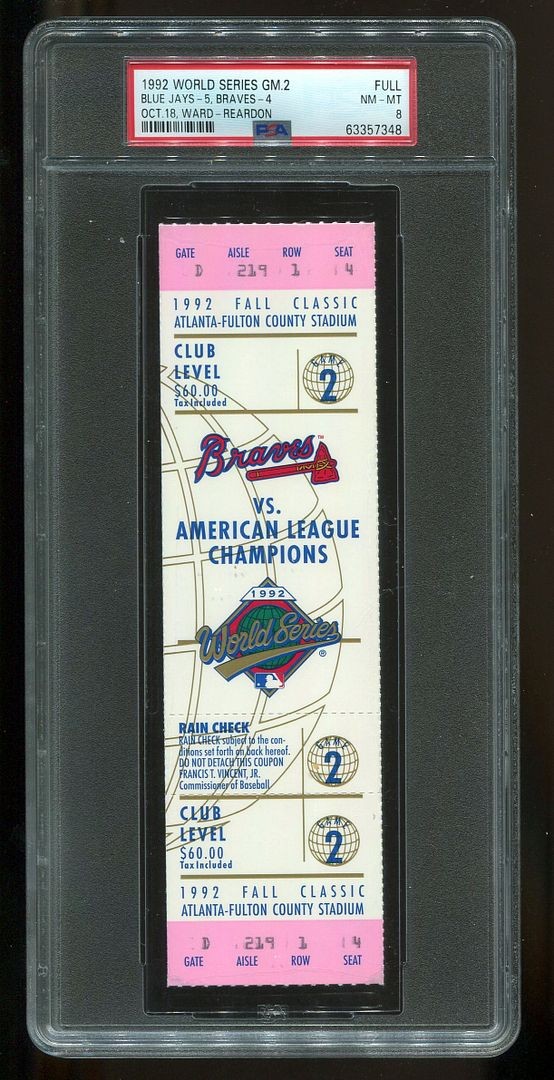 1992 WORLD SERIES GM.2 FULL
BLUE JAYS-5, BRAVES-4 NM-MT
OCT.18, WARD-REARDON 8
PSA 63357348
GATE AISLE ROW SEAT
D 219 1 4
1992 FALL CLASSIC
ATLANTA-FULTON COUNTY STADIUM
CLUB
LEVEL
$60.00
Tax Included
GAME
2
Braves™
VS.
AMERICAN LEAGUE
CHAMPIONS
1992
World Series
®
RAIN CHECK
RAIN CHECK subject to the con-
ditions set forth on back hereof.
DO NOT DETACH THIS COUPON
FRANCIS T. VINCENT, JR.
Commissioner of Baseball
GAME
2
CLUB
LEVEL
$60.00
Tax Included
GAME
2
1992 FALL CLASSIC
ATLANTA-FULTON COUNTY STADIUM
D 219 1 4
GATE AISLE ROW SEAT